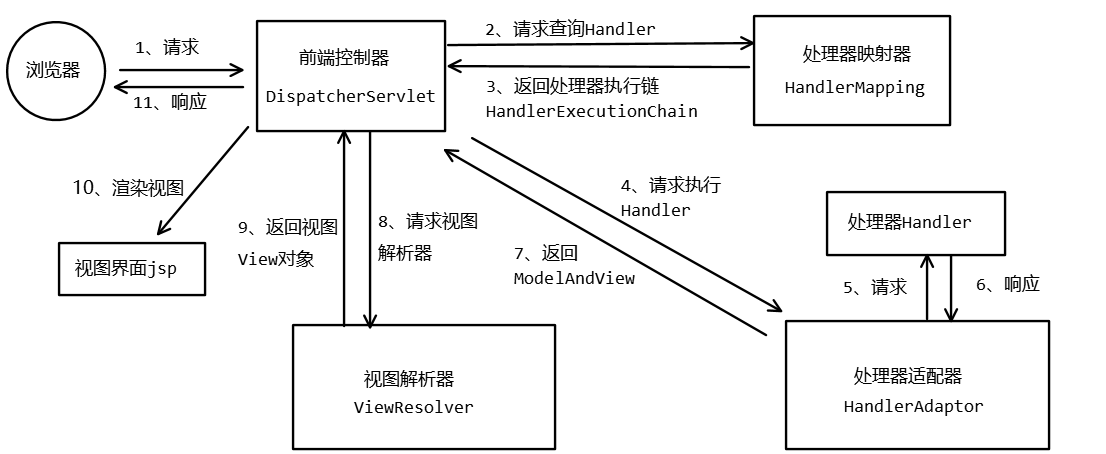 浏览器
1、请求
11、响应
前端控制器
DispatcherServlet
2、请求查询Handler
3、返回处理器执行链
HandlerExecutionChain
处理器映射器
HandlerMapping
10、渲染视图
视图界面jsp
9、返回视图
View对象
8、请求视图
解析器
4、请求执行
Handler
7、返回
ModelAndView
处理器Handler
5、请求
6、响应
视图解析器
ViewResolver
处理器适配器
HandlerAdaptor